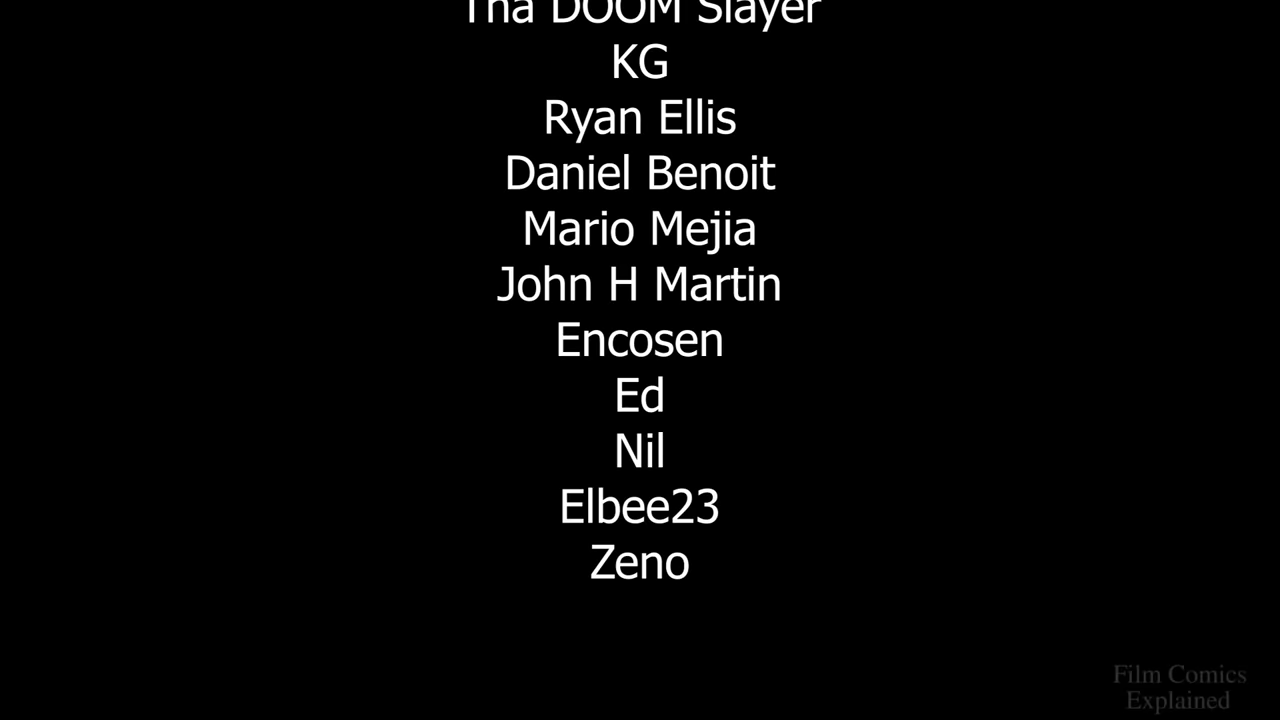 Tha DOOM Slayer
KG
Ryan Ellis
Daniel Benoit
Mario Mejia
John H Martin
Encosen
Ed
Nil
Elbee23
Zeno
Film Comics
Explained